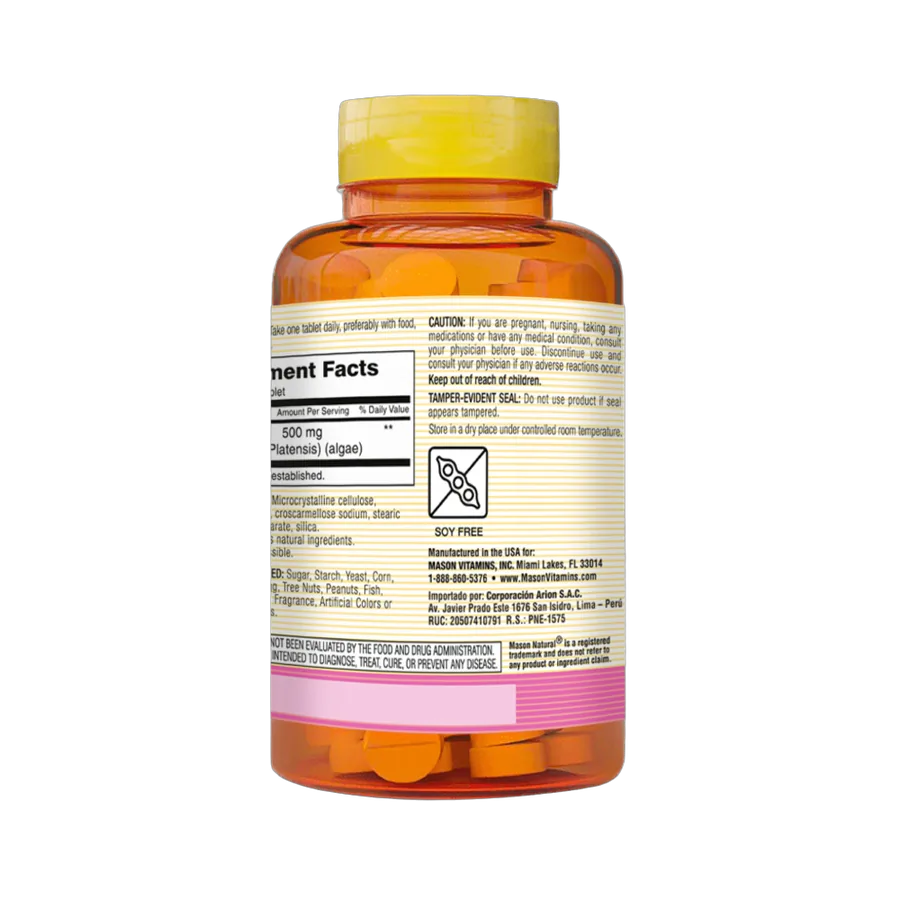 Take one tablet daily, preferably with food,
ment Facts
blet
Amount Per Serving % Daily Value
500 mg **
Platensis) (algae)
established.
Microcrystalline cellulose,
, croscarmellose sodium, stearic
arate, silica.
s natural ingredients.
ssible.
ED: Sugar, Starch, Yeast, Corn,
g, Tree Nuts, Peanuts, Fish,
Fragrance, Artificial Colors or
s.
NOT BEEN EVALUATED BY THE FOOD AND DRUG ADMINISTRATION.
INTENDED TO DIAGNOSE, TREAT, CURE, OR PREVENT ANY DISEASE.
CAUTION: If you are pregnant, nursing, taking any
medications or have any medical condition, consult
your physician before use. Discontinue use and
consult your physician if any adverse reactions occur.
Keep out of reach of children.
TAMPER-EVIDENT SEAL: Do not use product if seal
appears tampered.
Store in a dry place under controlled room temperature.
SOY FREE
Manufactured in the USA for:
MASON VITAMINS, INC. Miami Lakes, FL 33014
1-888-860-5376 • www.MasonVitamins.com
Importado por: Corporación Arion S.A.C.
Av. Javier Prado Este 1676 San Isidro, Lima – Perú
RUC: 20507410791 R.S.: PNE-1575
Mason Natural® is a registered
trademark and does not refer to
any product or ingredient claim.